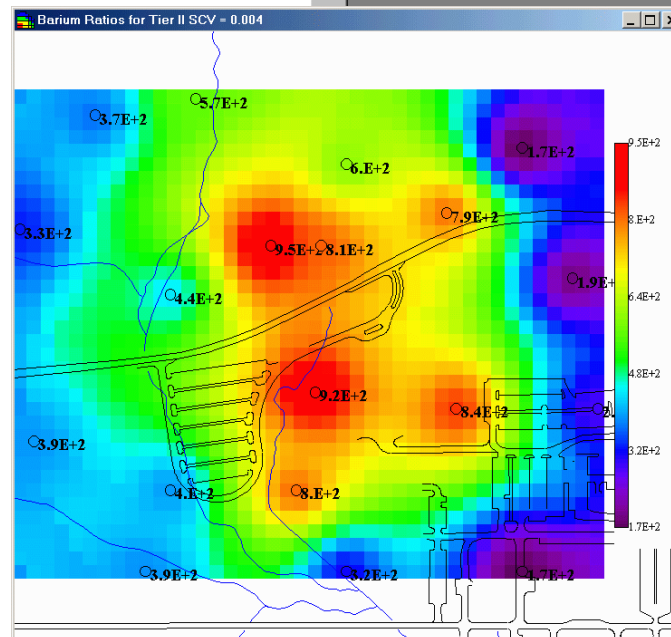 Barium Ratios for Tier II SCV = 0.004
5.7E+2
3.7E+2
1.7E+2
6.E+2
7.9E+2
3.3E+2
9.5E+2
8.1E+2
1.9E+
4.4E+2
9.2E+2
8.4E+2
2.
3.9E+2
4.E+2
8.E+2
3.9E+2
3.2E+2
1.7E+2
9.5E+2
8.E+2
6.4E+2
4.8E+2
3.2E+2
1.7E+2